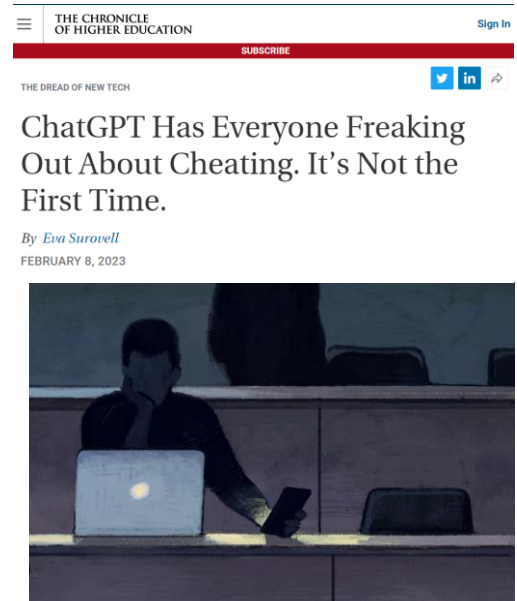 THE CHRONICLE
OF HIGHER EDUCATION
Sign In
SUBSCRIBE
THE DREAD OF NEW TECH
in
ChatGPT Has Everyone Freaking
Out About Cheating. It’s Not the
First Time.
By Eva Surovell
FEBRUARY 8, 2023